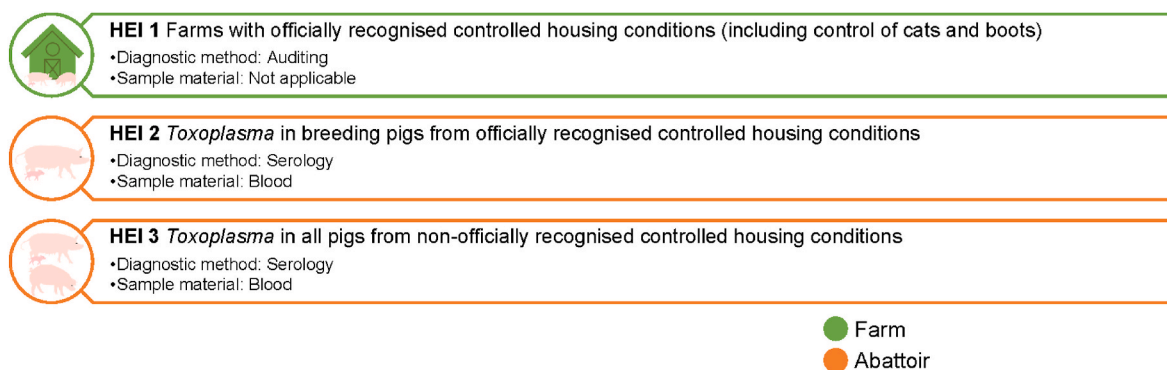 HEI 1 Farms with officially recognised controlled housing conditions (including control of cats and boots)
•Diagnostic method: Auditing
•Sample material: Not applicable
HEI 2 Toxoplasma in breeding pigs from officially recognised controlled housing conditions
•Diagnostic method: Serology
•Sample material: Blood
HEI 3 Toxoplasma in all pigs from non-officially recognised controlled housing conditions
•Diagnostic method: Serology
•Sample material: Blood
Farm
Abattoir